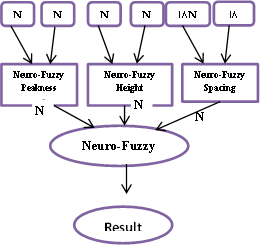 N N N N IAN IA
Neuro-Fuzzy Neuro-Fuzzy Neuro-Fuzzy
Peakness Height Spacing
N N N
Neuro-Fuzzy
Result